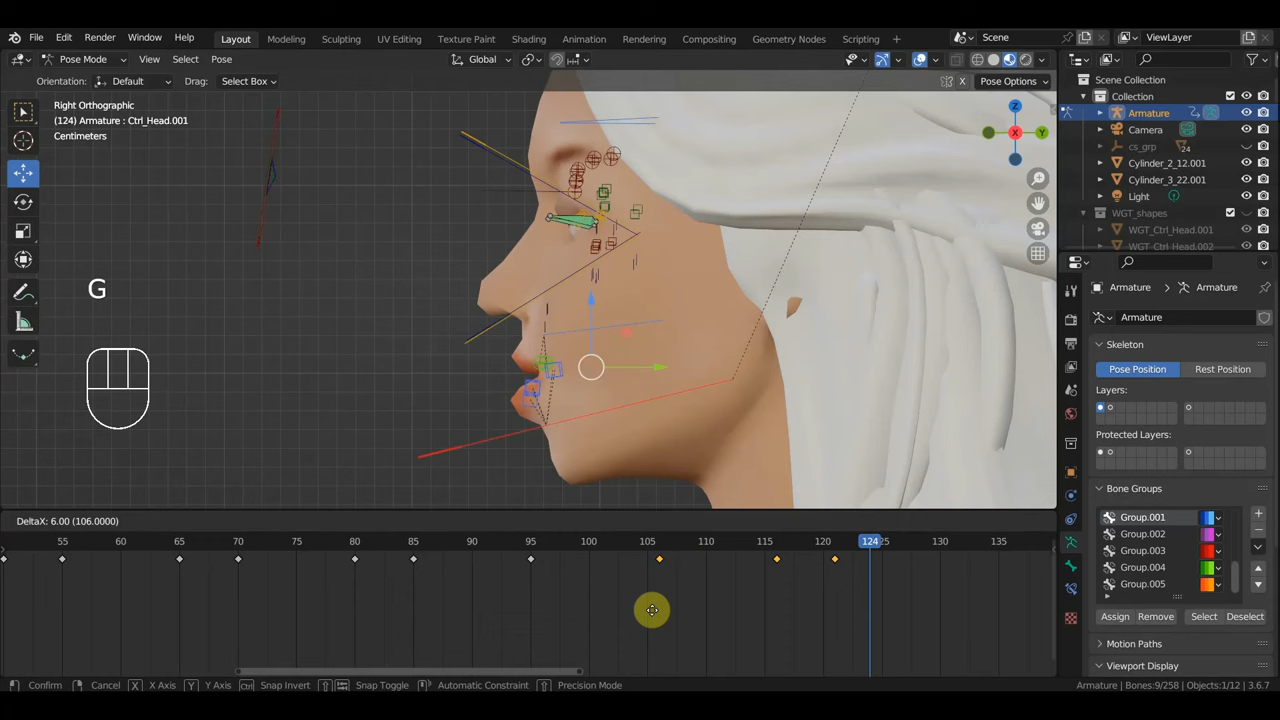 File Edit Render Window Help Layout Modeling Sculpting UV Editing Texture Paint Shading Animation Rendering Compositing Geometry Nodes Scripting + Scene ViewLayer
Pose Mode View Select Pose Global
Orientation: Default Drag: Select Box X Pose Options
Right Orthographic
(124) Armature : Ctrl_Head.001
Centimeters
Z
X
Y
G
Scene Collection
Collection
Armature
Camera
cs_grp 24
Cylinder_2_12.001
Cylinder_3_22.001
Light
WGT_shapes
WGT_Ctrl_Head.001
WGT_Ctrl_Head.002
Armature > Armature
Armature
Skeleton
Pose Position Rest Position
Layers:
Protected Layers:
Bone Groups
Group.001
Group.002
Group.003
Group.004
Group.005
Assign Remove Select Deselect
Motion Paths
Viewport Display
DeltaX: 6.00 (106.0000)
55 60 65 70 75 80 85 90 95 100 105 110 115 120 124 125 130 135
Confirm Cancel X X Axis Y Y Axis Ctrl Snap Invert Snap Toggle Automatic Constraint Precision Mode Armature | Bones:9/258 | Objects:1/12 | 3.6.7